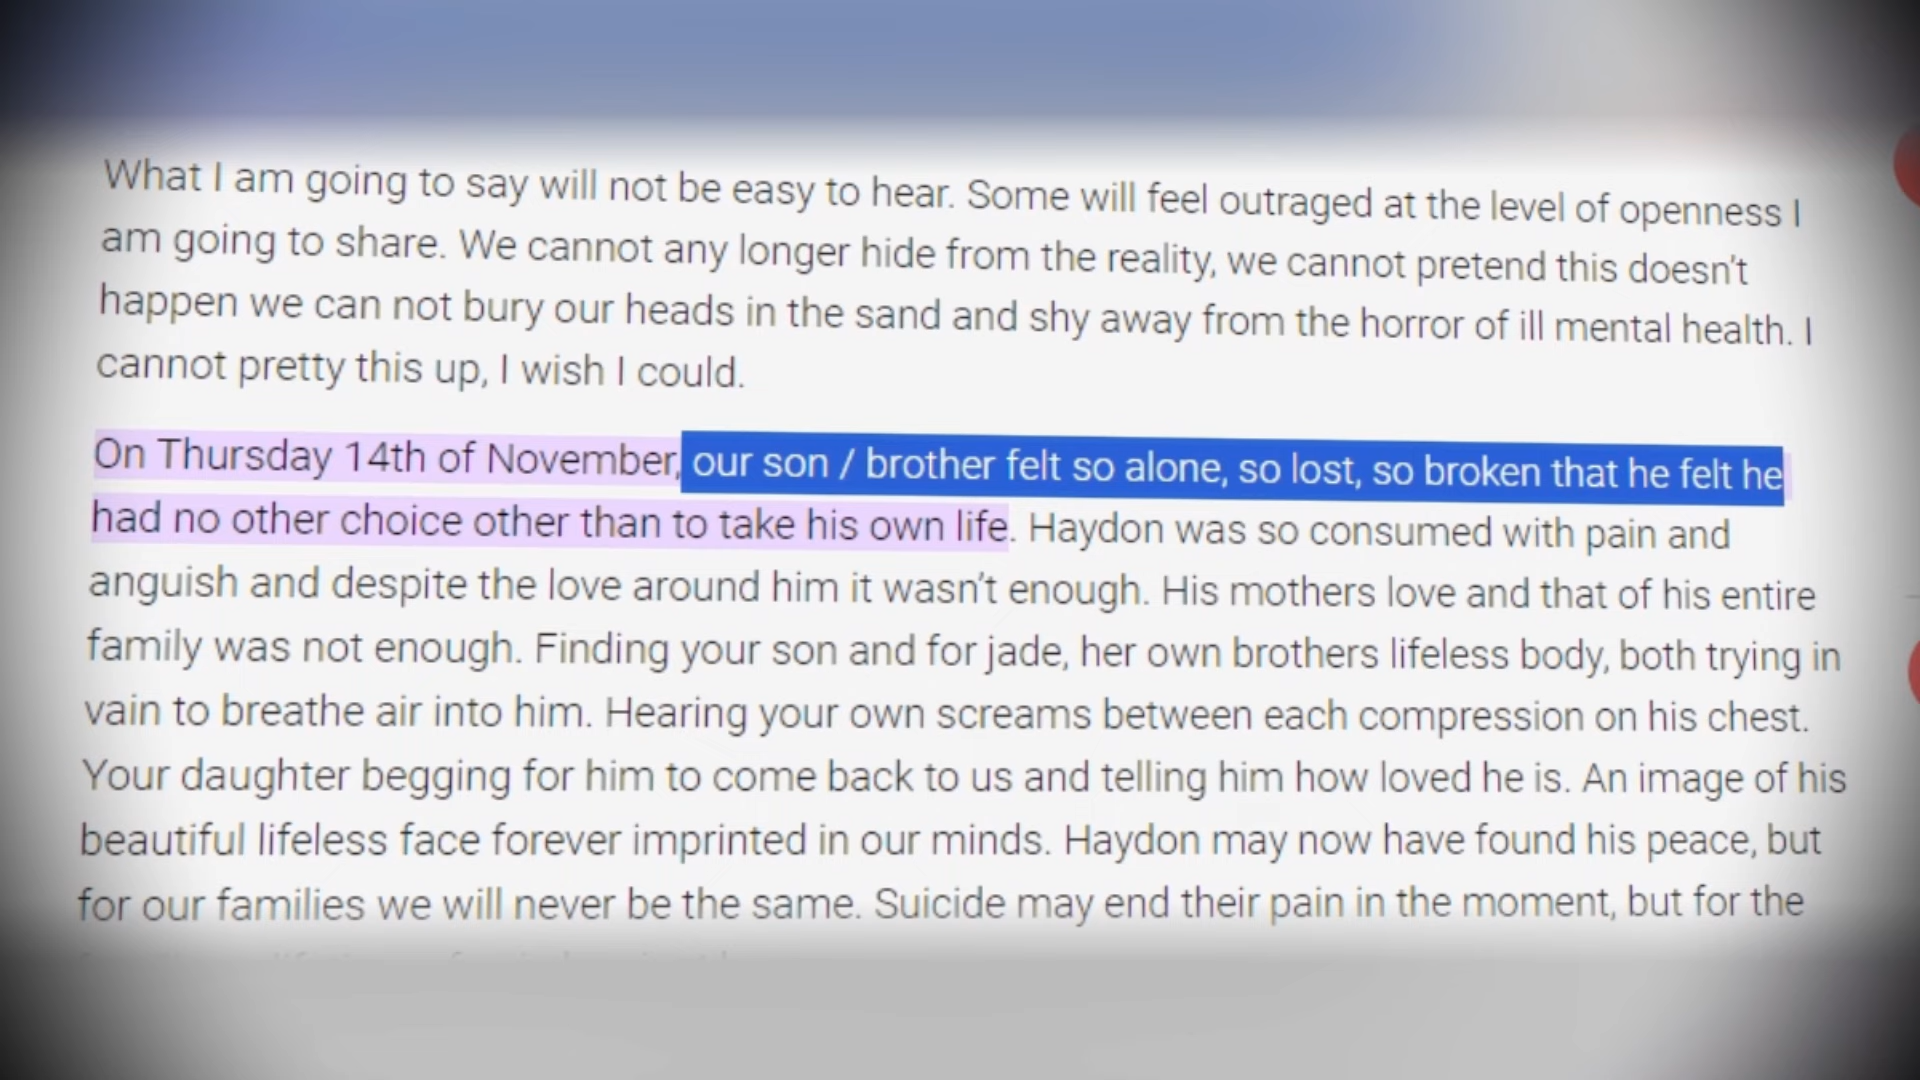 What I am going to say will not be easy to hear. Some will feel outraged at the level of openness I
am going to share. We cannot any longer hide from the reality, we cannot pretend this doesn't
happen we can not bury our heads in the sand and shy away from the horror of ill mental health. I
cannot pretty this up, I wish I could.
On Thursday 14th of November, our son / brother felt so alone, so lost, so broken that he felt he
had no other choice other than to take his own life. Haydon was so consumed with pain and
anguish and despite the love around him it wasn't enough. His mothers love and that of his entire
family was not enough. Finding your son and for jade, her own brothers lifeless body, both trying in
vain to breathe air into him. Hearing your own screams between each compression on his chest.
Your daughter begging for him to come back to us and telling him how loved he is. An image of his
beautiful lifeless face forever imprinted in our minds. Haydon may now have found his peace, but
for our families we will never be the same. Suicide may end their pain in the moment, but for the